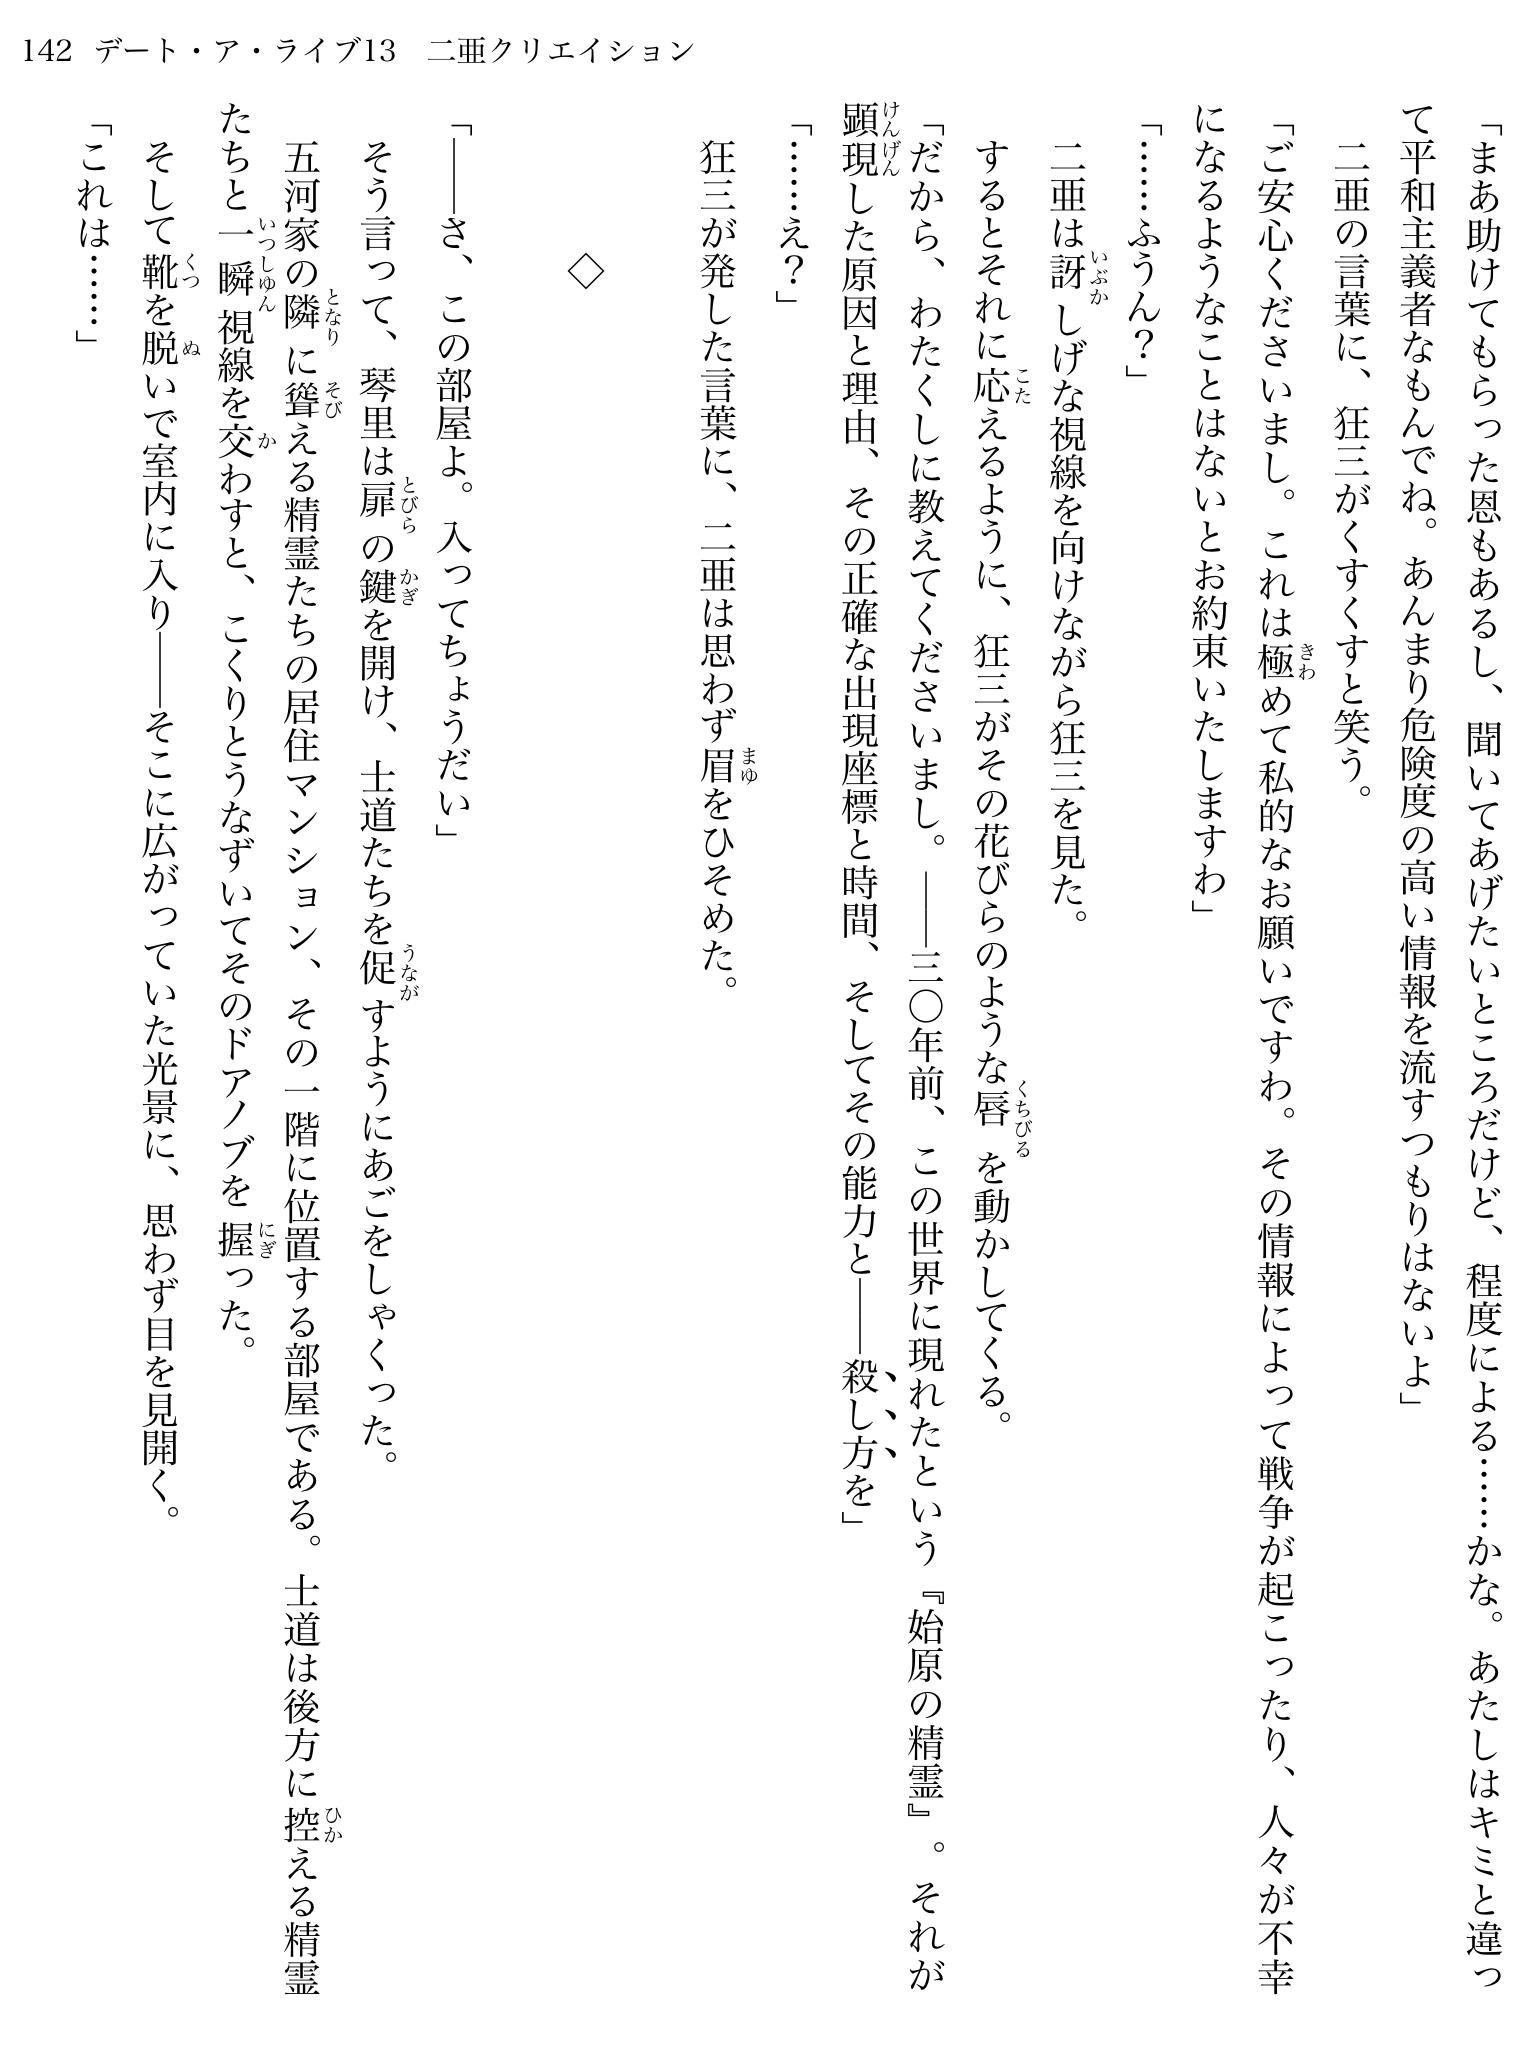 142 デート・ア・ライブ13　二亜クリエイション
「まあ助けてもらった恩もあるし、聞いてあげたいところだけど、程度による……かな。あたしはキミと違っ
て平和主義者なもんでね。あんまり危険度の高い情報を流すつもりはないよ」
　二亜の言葉に、狂三がくすくすと笑う。
「ご安心くださいまし。これは極めて私的なお願いですわ。その情報によって戦争が起こったり、人々が不幸
になるようなことはないとお約束いたしますわ」
「……ふうん？」
　二亜は訝しげな視線を向けながら狂三を見た。
　するとそれに応えるように、狂三がその花びらのような唇を動かしてくる。
「だから、わたくしに教えてくださいまし。――三〇年前、この世界に現れたという『始原の精霊』。それが
顕現した原因と理由、その正確な出現座標と時間、そしてその能力と――殺し方を」
「……え？」
　狂三が発した言葉に、二亜は思わず眉をひそめた。
◇
「――さ、この部屋よ。入ってちょうだい」
　そう言って、琴里は扉の鍵を開け、士道たちを促すようにあごをしゃくった。
　五河家の隣に聳える精霊たちの居住マンション、その一階に位置する部屋である。士道は後方に控える精霊
たちと一瞬視線を交わすと、こくりとうなずいてそのドアノブを握った。
　そして靴を脱いで室内に入り――そこに広がっていた光景に、思わず目を見開く。
「これは……」